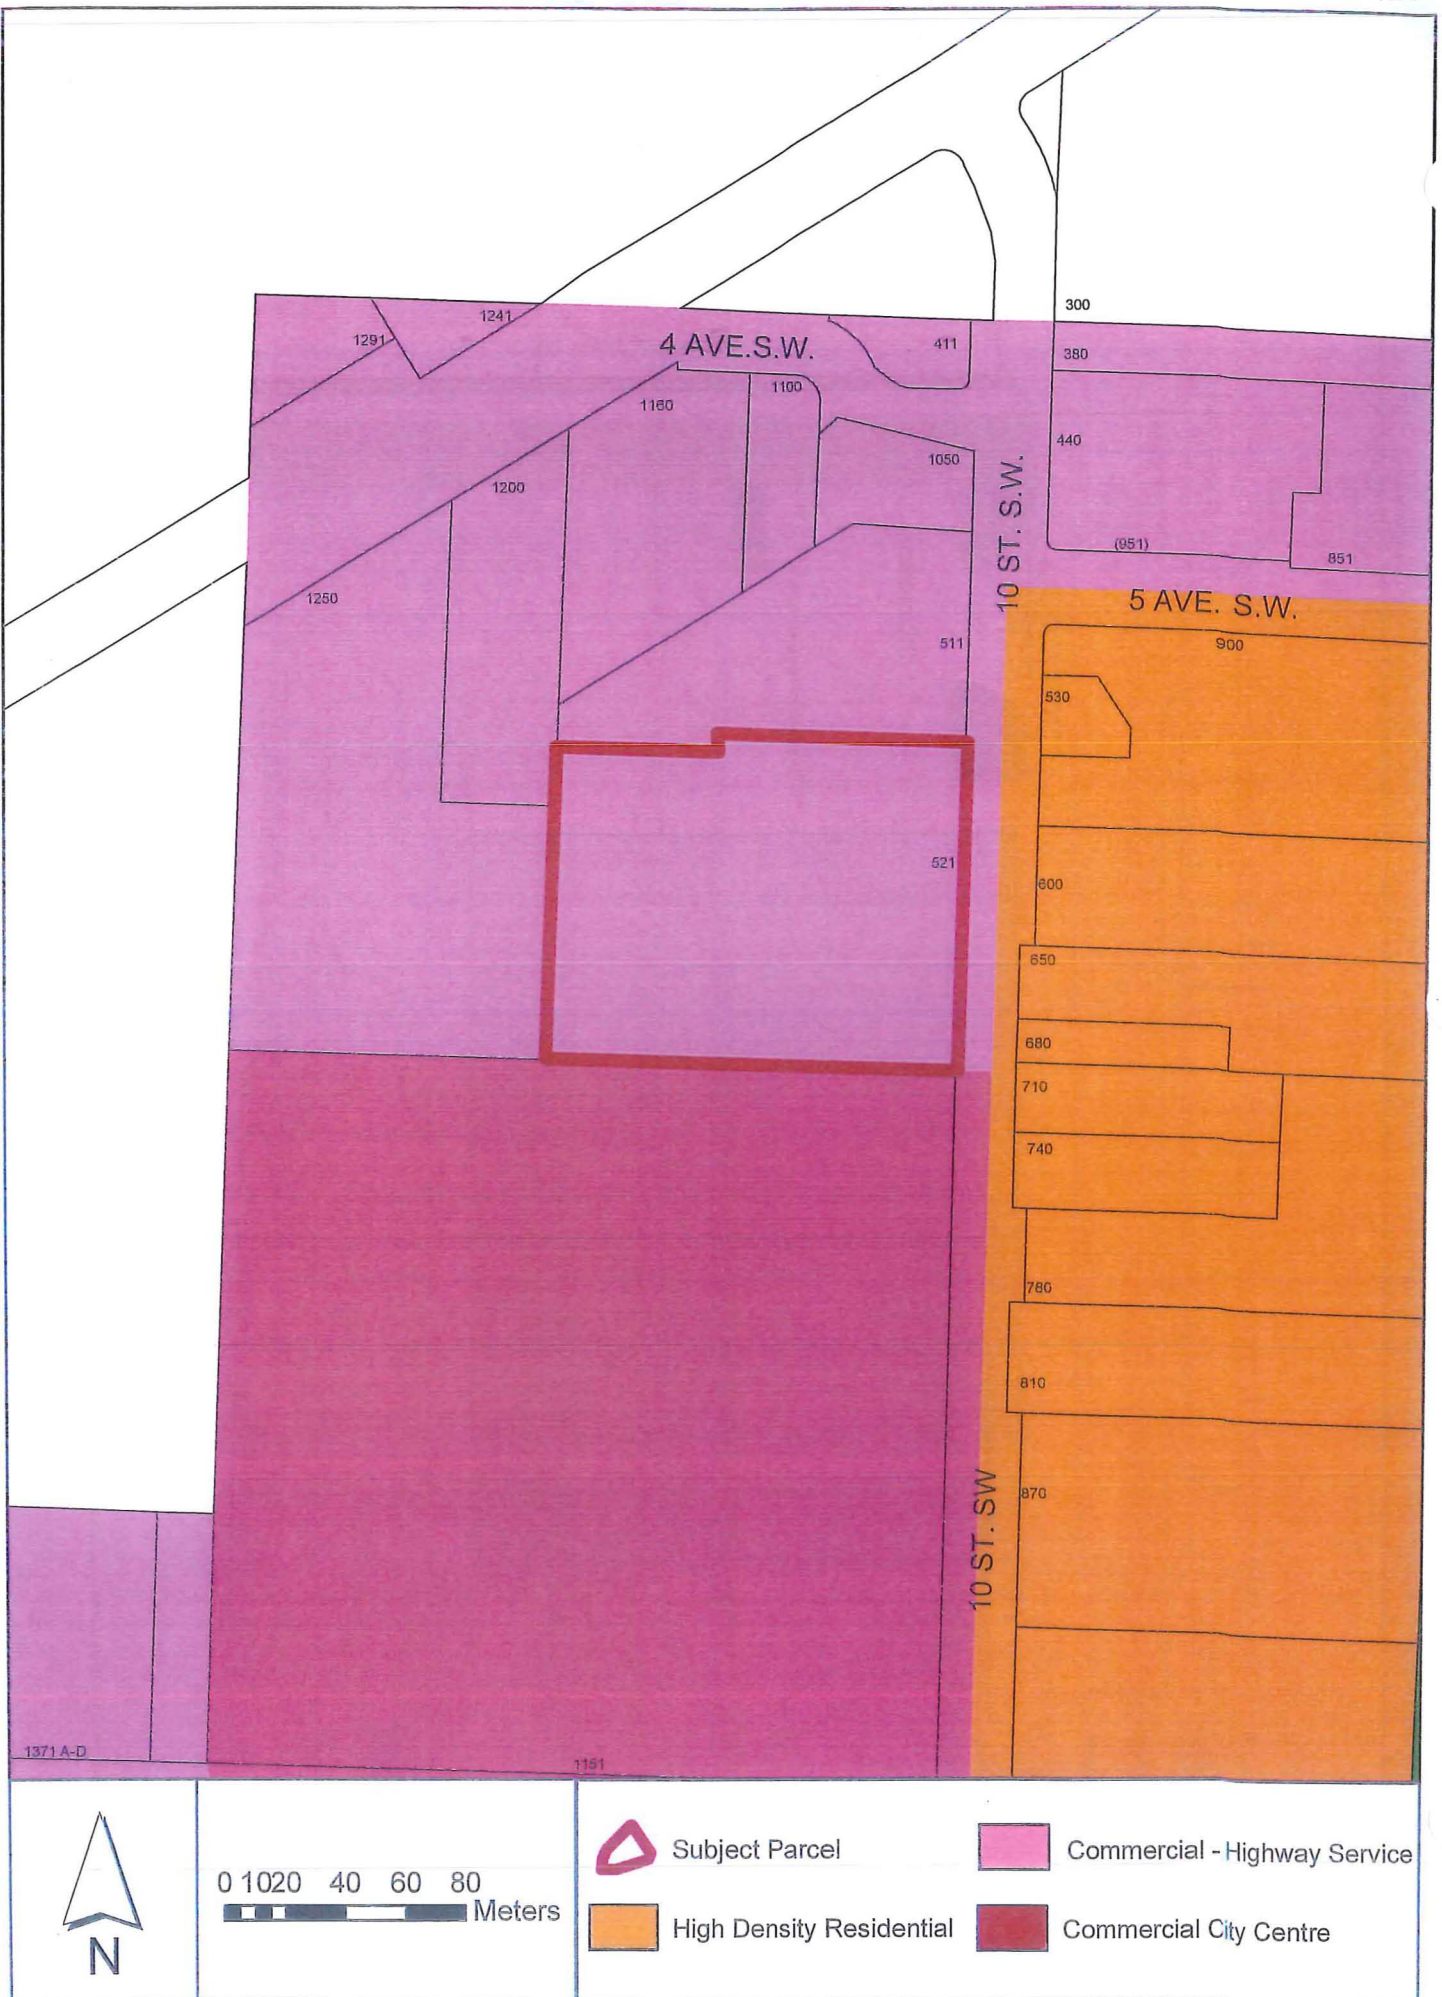 300
1241
1291
4 AVE.S.W.
411
380
1100
1160
440
1050
1200
10 ST. S.W.
(951)
851
1250
5 AVE. S.W.
511
900
530
521
600
650
680
710
740
780
810
870
10 ST. SW
1371 A-D
1151
Subject Parcel
Commercial - Highway Service
0 1020 40 60 80
Meters
High Density Residential
Commercial City Centre
N